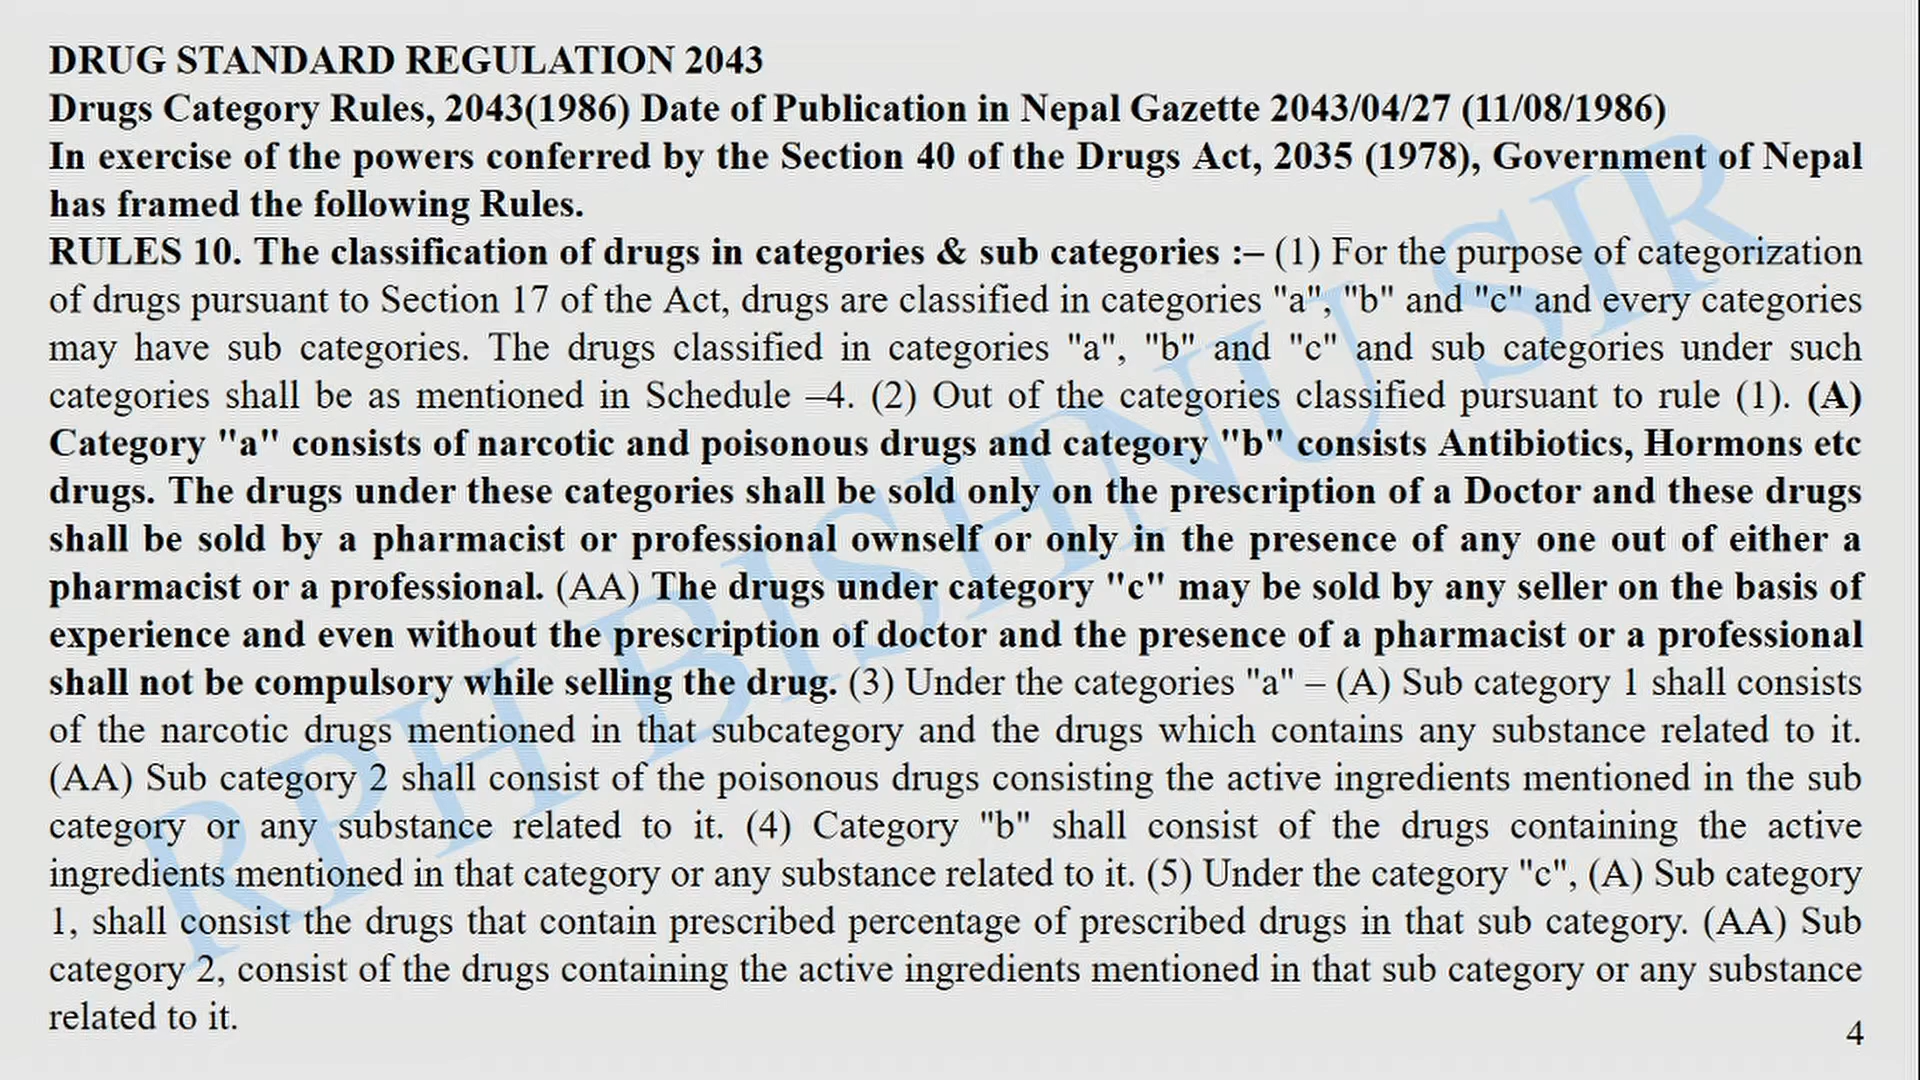 DRUG STANDARD REGULATION 2043
Drugs Category Rules, 2043(1986) Date of Publication in Nepal Gazette 2043/04/27 (11/08/1986)
In exercise of the powers conferred by the Section 40 of the Drugs Act, 2035 (1978), Government of Nepal
has framed the following Rules.
RULES 10. The classification of drugs in categories & sub categories :– (1) For the purpose of categorization
of drugs pursuant to Section 17 of the Act, drugs are classified in categories "a", "b" and "c" and every categories
may have sub categories. The drugs classified in categories "a", "b" and "c" and sub categories under such
categories shall be as mentioned in Schedule –4. (2) Out of the categories classified pursuant to rule (1). (A)
Category "a" consists of narcotic and poisonous drugs and category "b" consists Antibiotics, Hormons etc
drugs. The drugs under these categories shall be sold only on the prescription of a Doctor and these drugs
shall be sold by a pharmacist or professional ownself or only in the presence of any one out of either a
pharmacist or a professional. (AA) The drugs under category "c" may be sold by any seller on the basis of
experience and even without the prescription of doctor and the presence of a pharmacist or a professional
shall not be compulsory while selling the drug. (3) Under the categories "a" – (A) Sub category 1 shall consists
of the narcotic drugs mentioned in that subcategory and the drugs which contains any substance related to it.
(AA) Sub category 2 shall consist of the poisonous drugs consisting the active ingredients mentioned in the sub
category or any substance related to it. (4) Category "b" shall consist of the drugs containing the active
ingredients mentioned in that category or any substance related to it. (5) Under the category "c", (A) Sub category
1, shall consist the drugs that contain prescribed percentage of prescribed drugs in that sub category. (AA) Sub
category 2, consist of the drugs containing the active ingredients mentioned in that sub category or any substance
related to it.
4
RPH BISHNU SIR